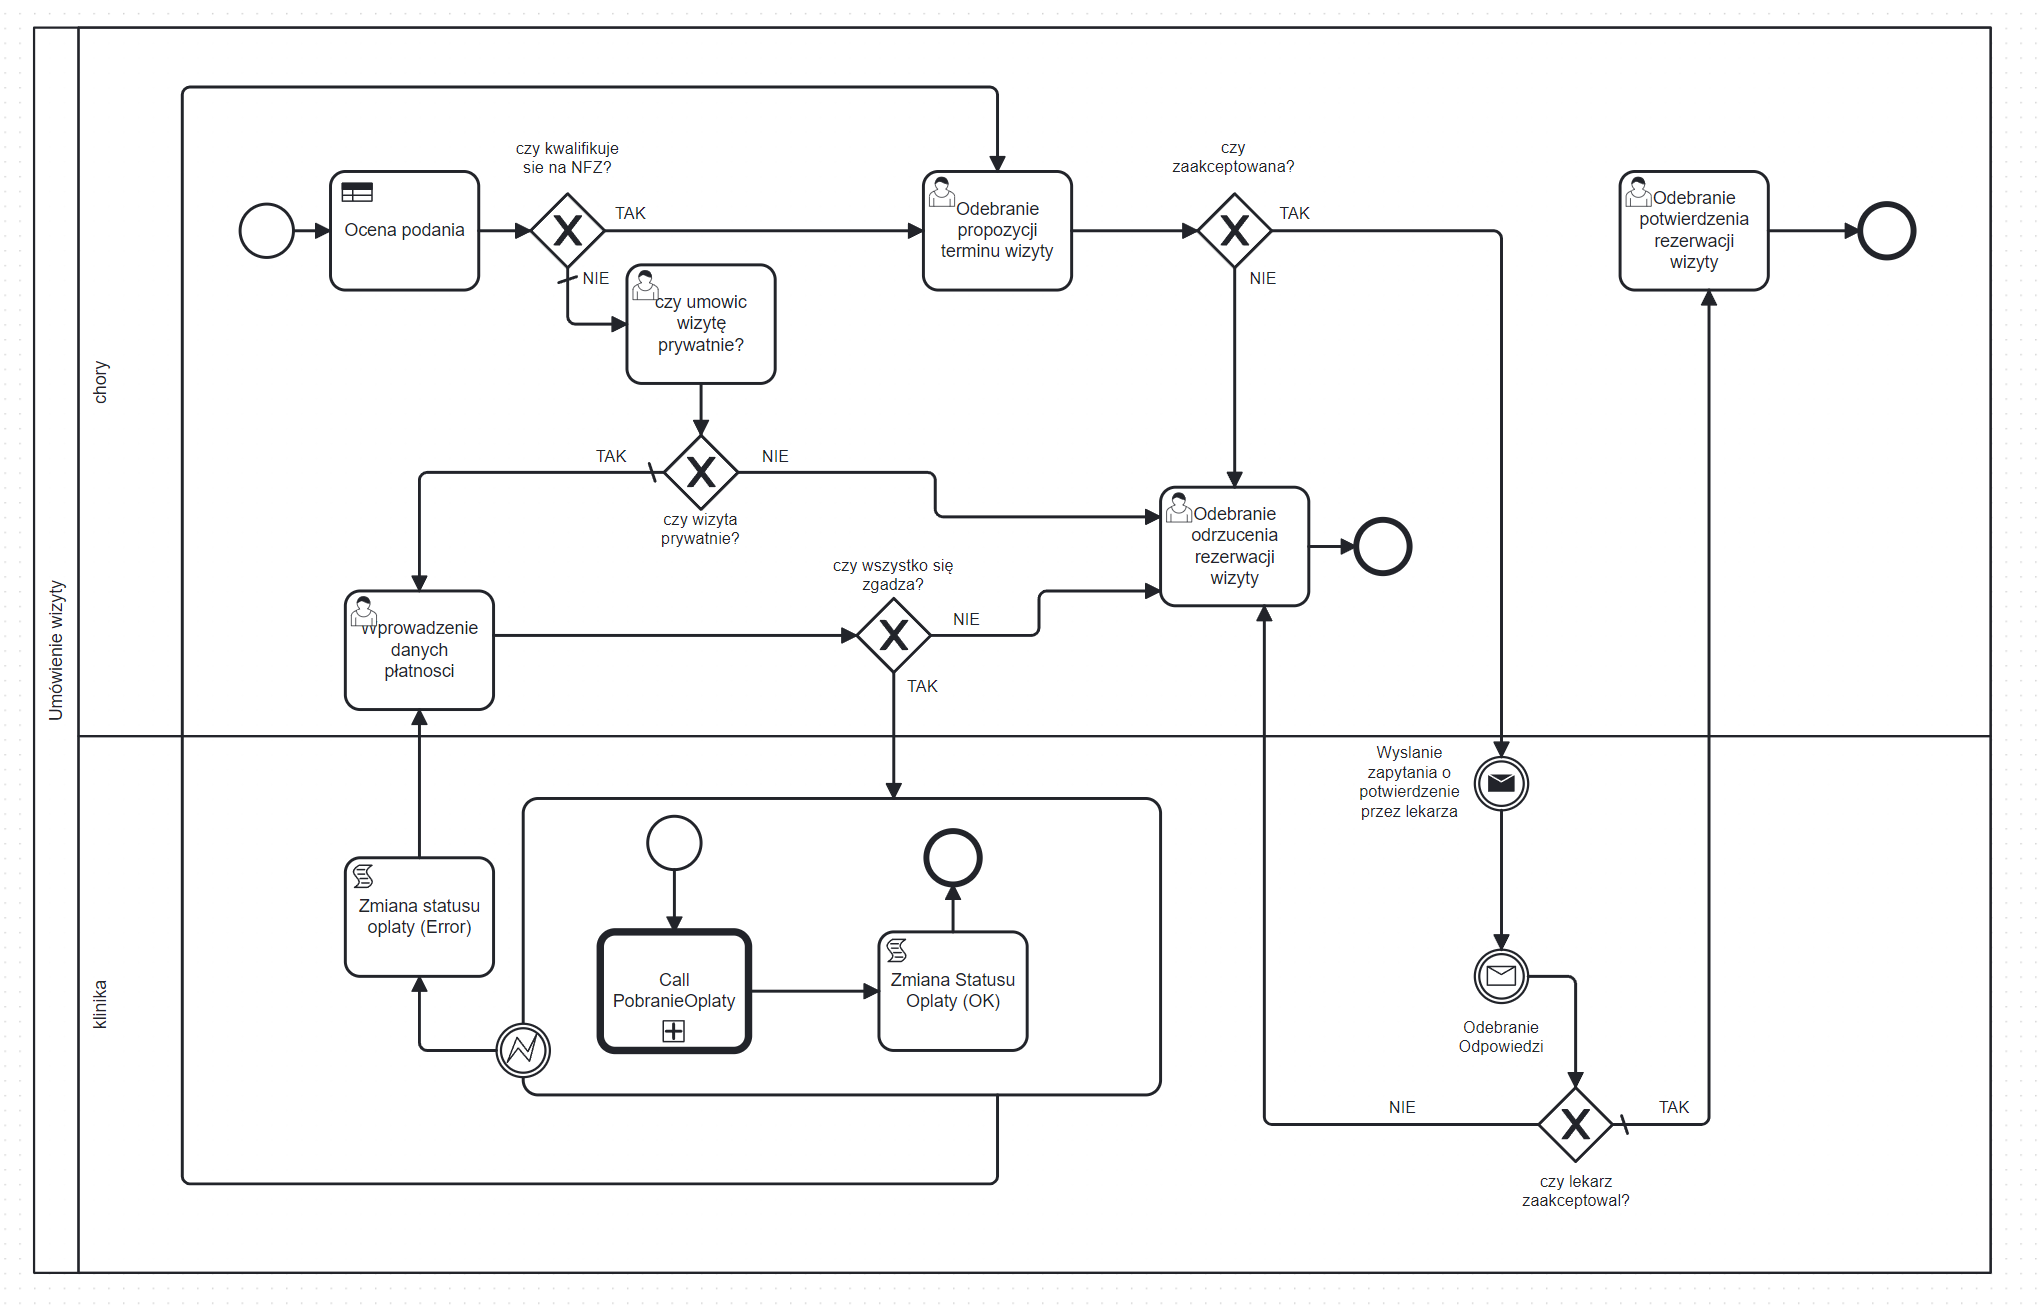 Umówienie wizyty
chory
klinika
Ocena podania
czy kwalifikuje
sie na NFZ?
TAK
NIE
czy umowic
wizytę
prywatnie?
Odebranie
propozycji
terminu wizyty
czy
zaakceptowana?
TAK
NIE
Odebranie
potwierdzenia
rezerwacji
wizyty
TAK
NIE
czy wizyta
prywatnie?
Odebranie
odrzucenia
rezerwacji
wizyty
Wprowadzenie
danych
płatnosci
czy wszystko się
zgadza?
NIE
TAK
Wyslanie
zapytania o
potwierdzenie
przez lekarza
Zmiana statusu
oplaty (Error)
Call
PobranieOplaty
Zmiana Statusu
Oplaty (OK)
Odebranie
Odpowiedzi
NIE
TAK
czy lekarz
zaakceptowal?